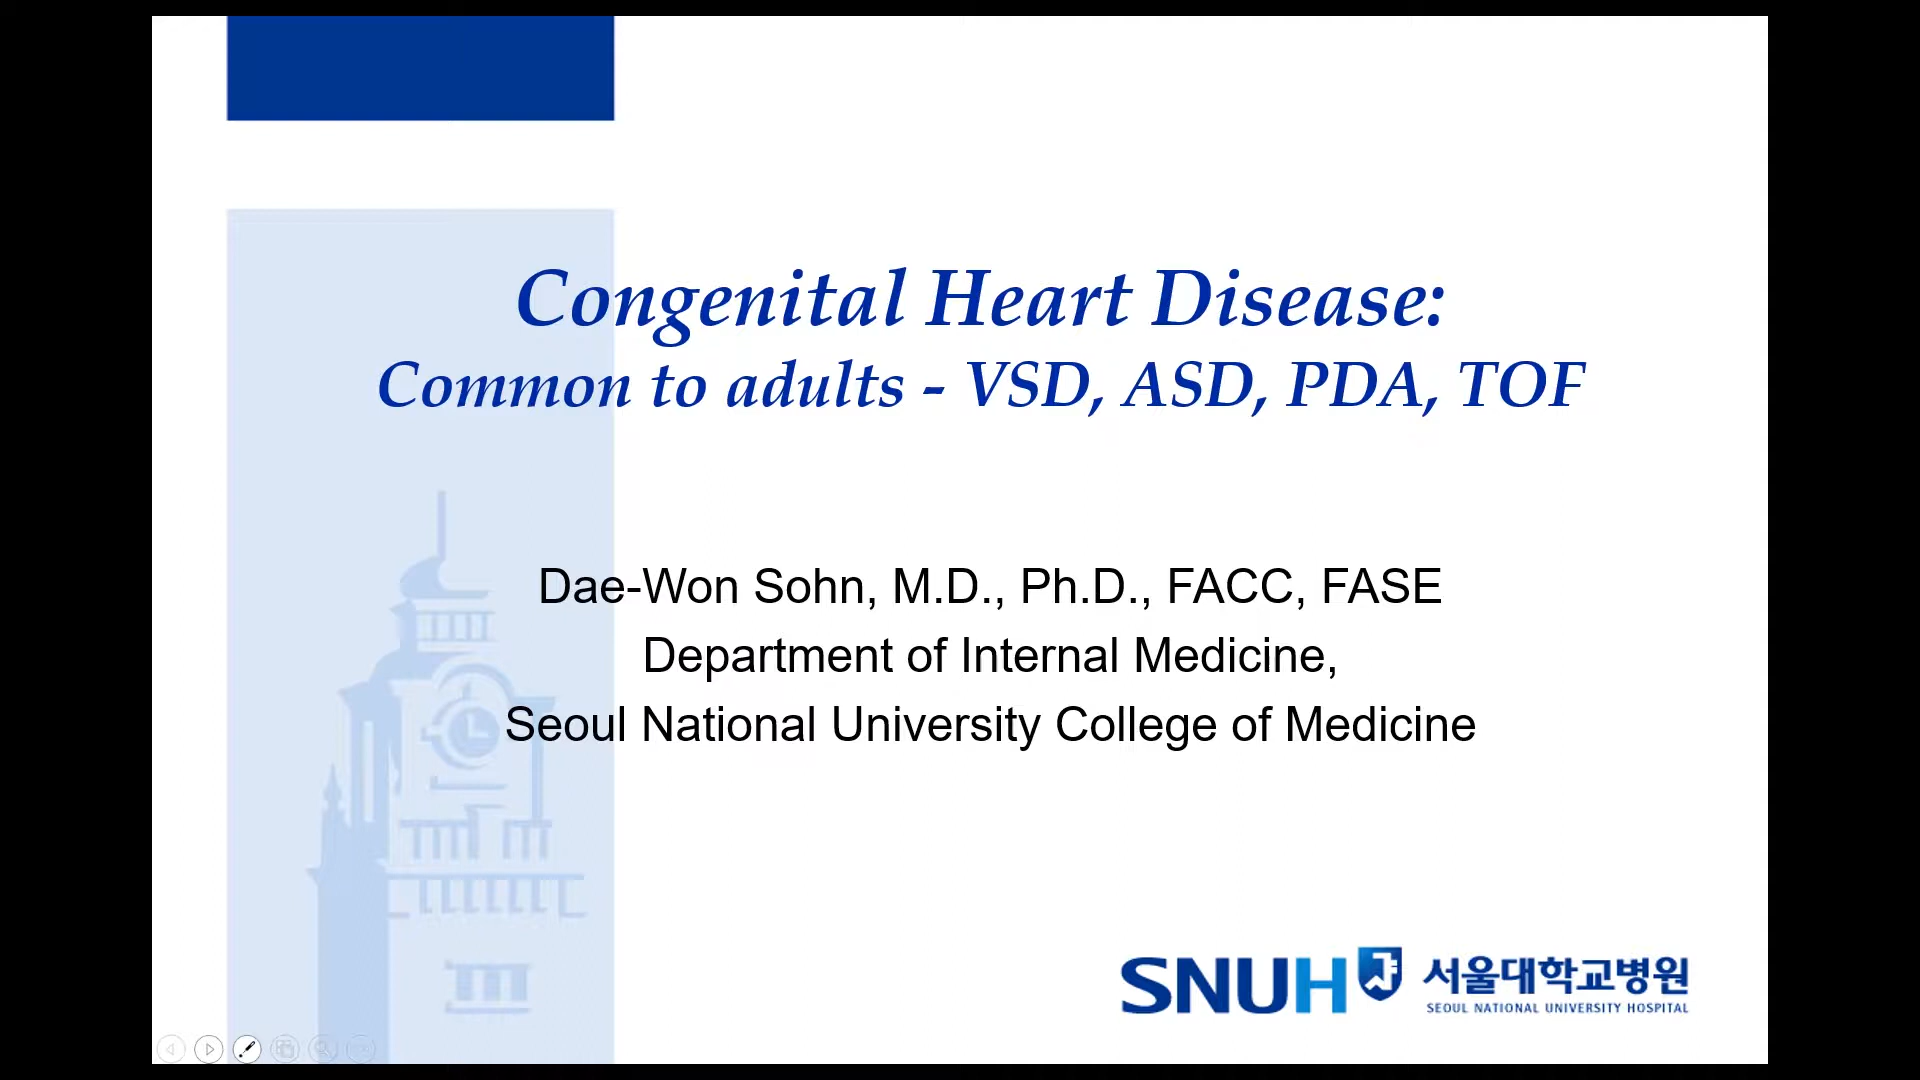 Congenital Heart Disease:
Common to adults - VSD, ASD, PDA, TOF
Dae-Won Sohn, M.D., Ph.D., FACC, FASE
Department of Internal Medicine,
Seoul National University College of Medicine
SNUH 서울대학교병원
SEOUL NATIONAL UNIVERSITY HOSPITAL